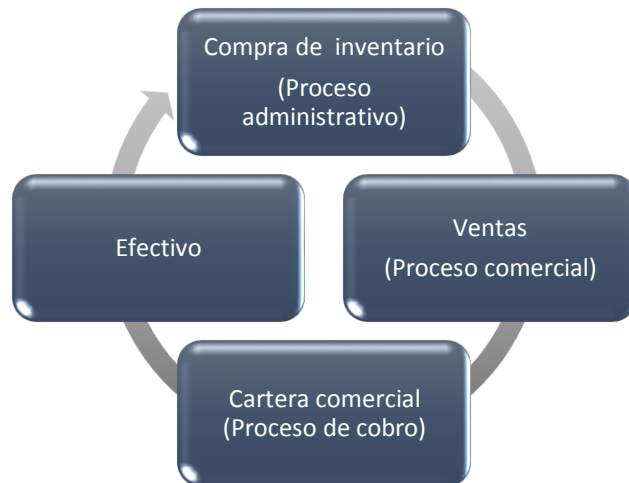 Compra de inventario
(Proceso
administrativo)
Ventas
(Proceso comercial)
Cartera comercial
(Proceso de cobro)
Efectivo